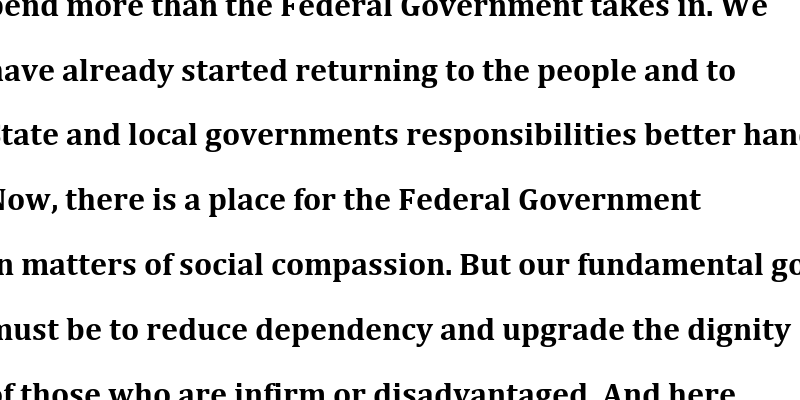 pend more than the Federal Government takes in. We
have already started returning to the people and to
state and local governments responsibilities better han
Now, there is a place for the Federal Government
in matters of social compassion. But our fundamental go
must be to reduce dependency and upgrade the dignity
of those who are infirm or disadvantaged. And here